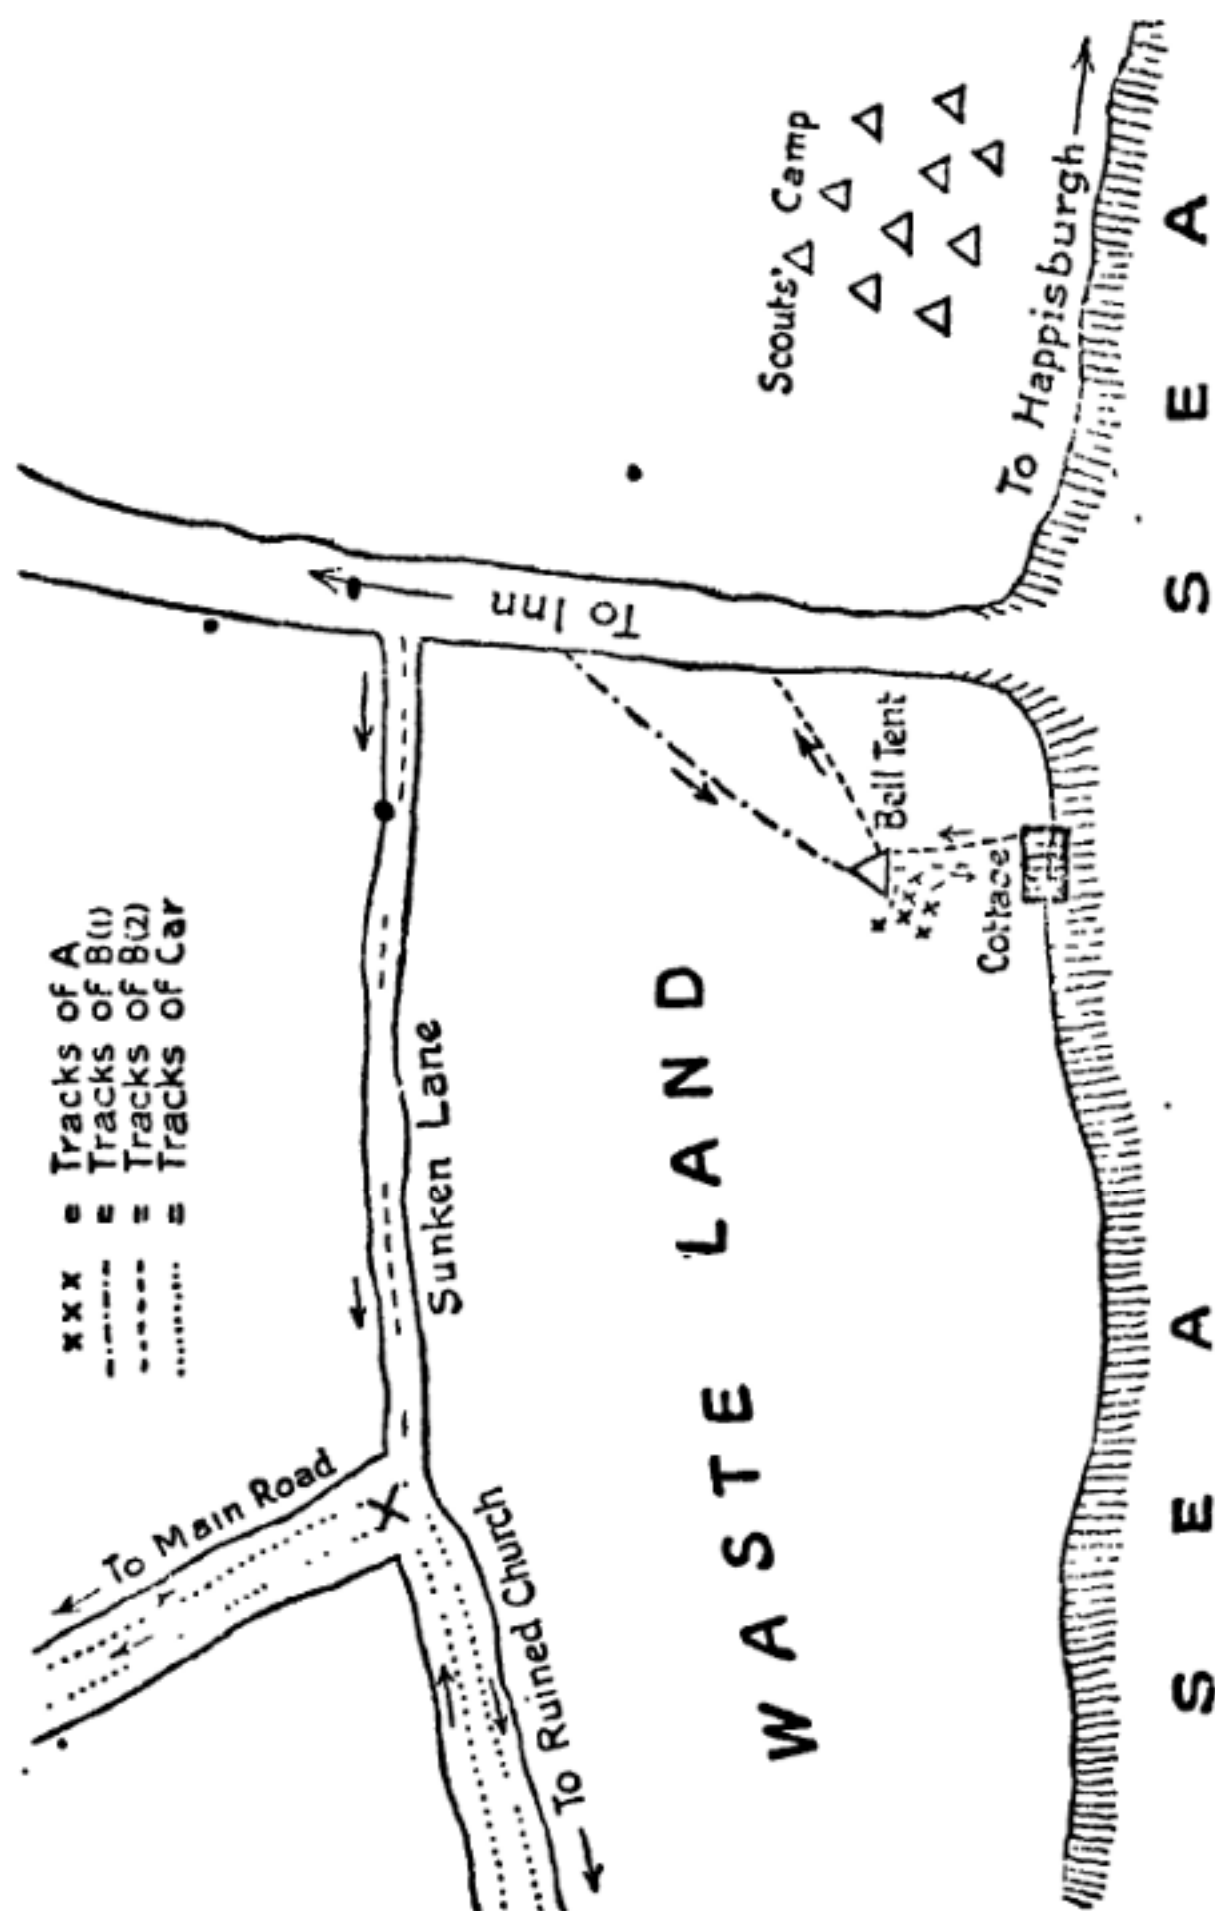 xxx = Tracks of A
-·-·- = Tracks of B(1)
----- = Tracks of B(2)
........ = Tracks of Car
To Main Road
Sunken Lane
To Ruined Church
To Inn
Scouts' Camp
To Happisburgh
Bell Tent
Cottage
WASTE LAND
SEA
SEA